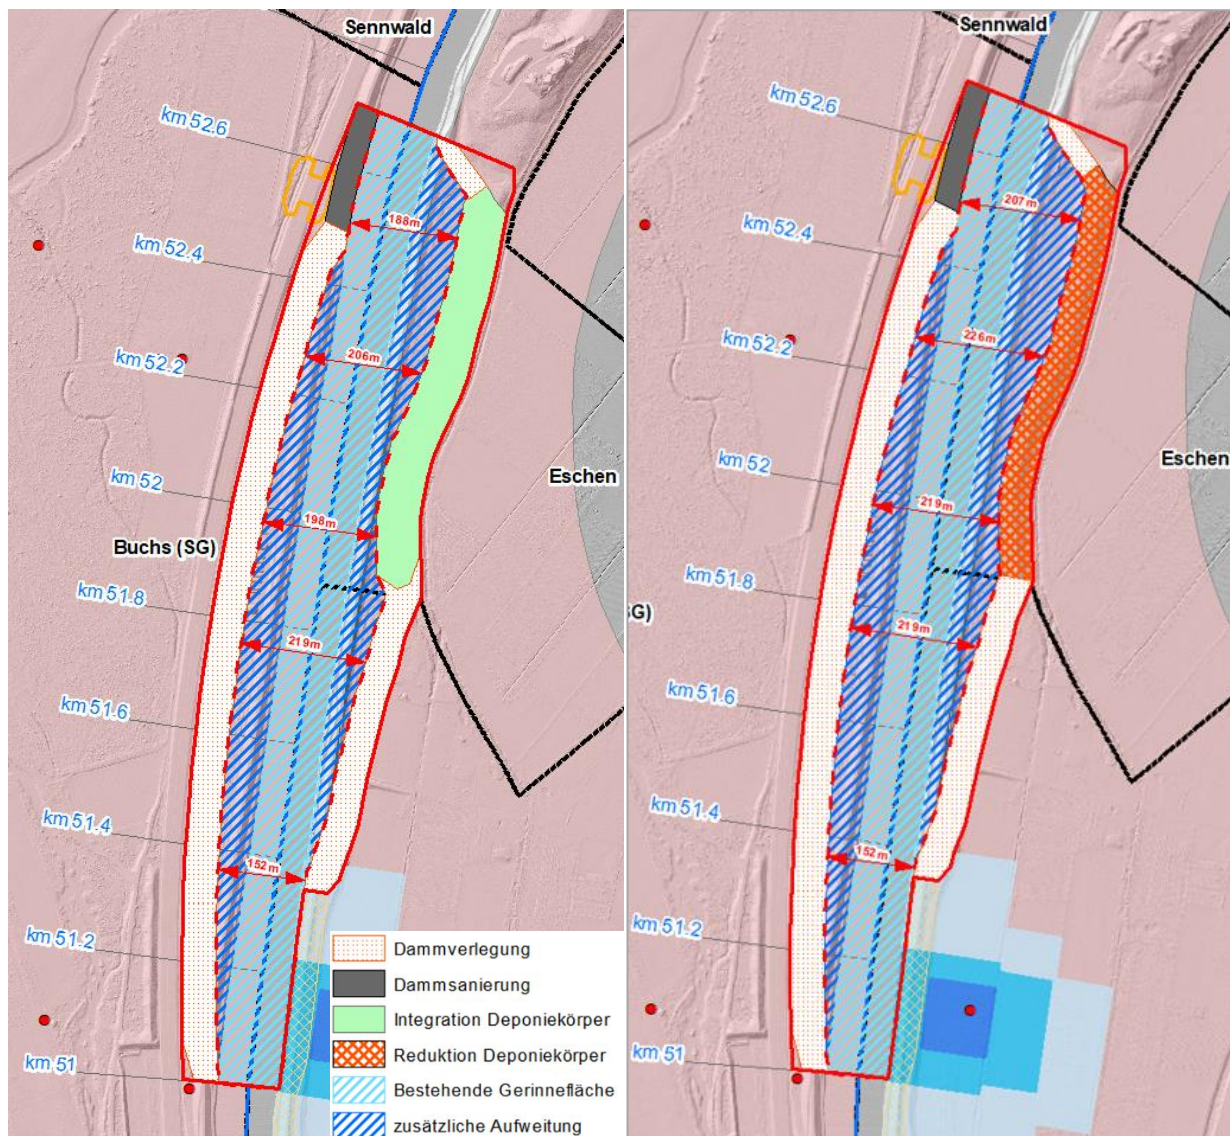 Sennwald
km 52.6
188m
km 52.4
206m
km 52.2
km 52
198m
Eschen
Buchs (SG)
km 51.8
219m
km 51.6
km 51.4
152m
km 51.2
km 51
Dammverlegung
Dammsanierung
Integration Deponiekörper
Reduktion Deponiekörper
Bestehende Gerinnefläche
zusätzliche Aufweitung
Sennwald
km 52.6
207m
km 52.4
226m
km 52.2
km 52
Eschen
219m
km 51.8
SG)
219m
km 51.6
km 51.4
152m
km 51.2
km 51